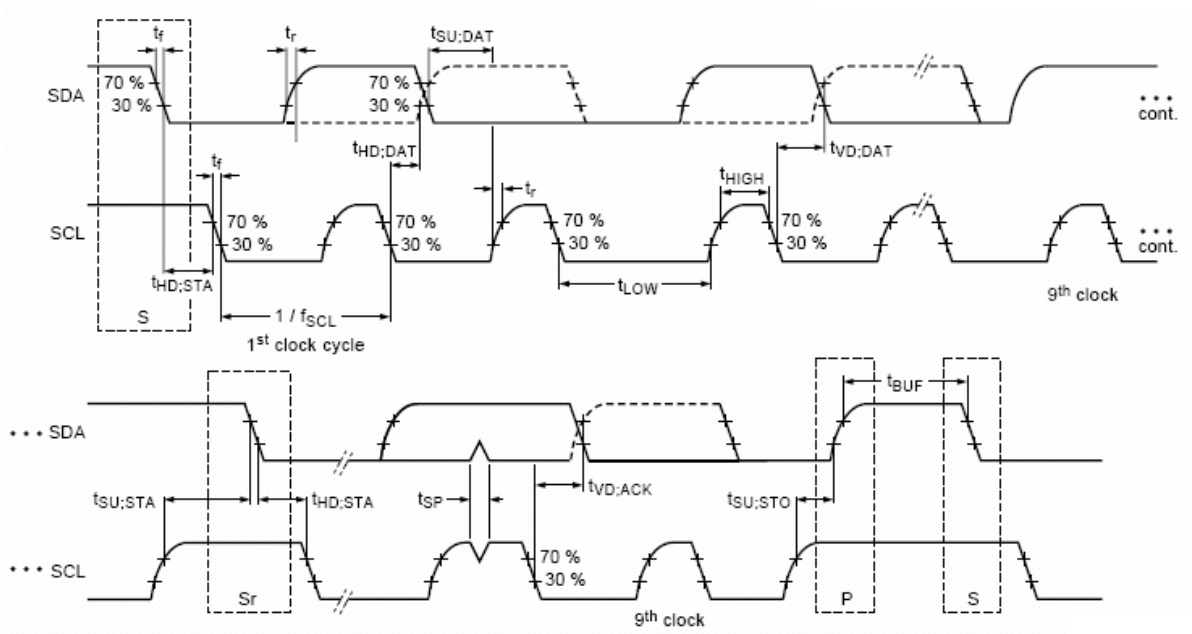 tf tr tSU;DAT
SDA 70 % 30 % 70 % 30 % • • • cont.
tHD;DAT tVD;DAT
tf tr tHIGH
SCL 70 % 30 % 70 % 30 % 70 % 30 % 70 % 30 % • • • cont.
tHD;STA tLOW
9th clock
S 1 / fSCL
1st clock cycle
tBUF
• • • SDA
tSU;STA tHD;STA tSP tVD;ACK tSU;STO
• • • SCL 70 % 30 %
Sr P S
9th clock